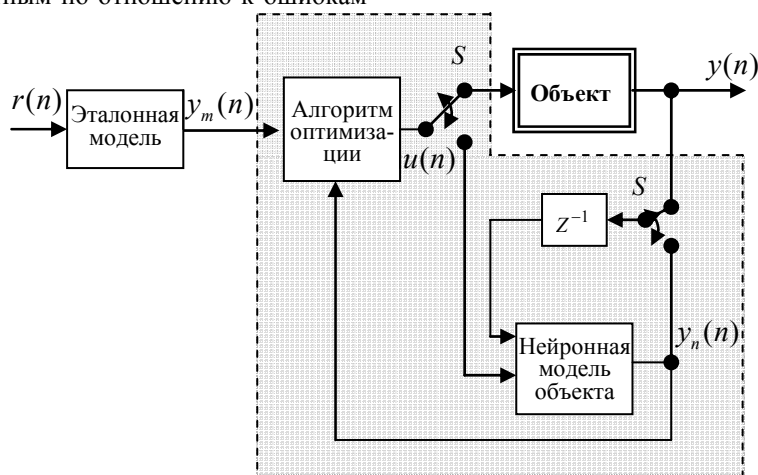 ным по отношению к ошибкам
S
r(n)
Эталонная
модель
y_m(n)
Алгоритм
оптимиза-
ции
u(n)
Объект
y(n)
S
Z^{-1}
Нейронная
модель
объекта
y_n(n)